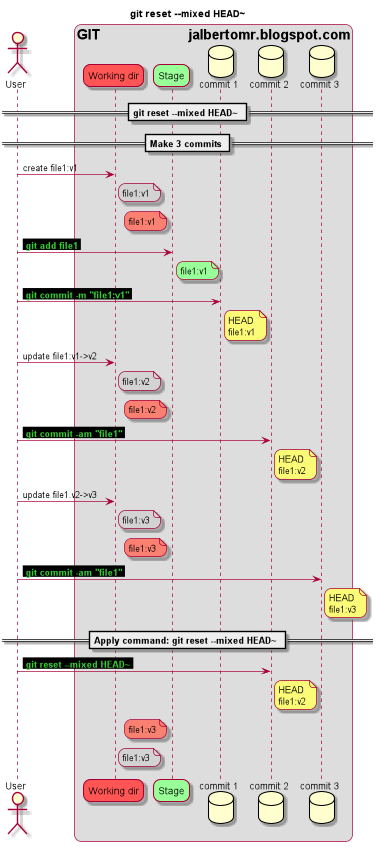 git reset --mixed HEAD~
GIT jalbertomr.blogspot.com
User Working dir Stage commit 1 commit 2 commit 3
git reset --mixed HEAD~
Make 3 commits
create file1:v1
file1:v1
file1:v1
git add file1
file1:v1
git commit -m "file1:v1"
HEAD
file1:v1
update file1:v1->v2
file1:v2
file1:v2
git commit -am "file1"
HEAD
file1:v2
update file1.v2->v3
file1:v3
file1:v3
git commit -am "file1"
HEAD
file1:v3
Apply command: git reset --mixed HEAD~
git reset --mixed HEAD~
HEAD
file1:v2
file1:v3
file1:v3
User Working dir Stage commit 1 commit 2 commit 3